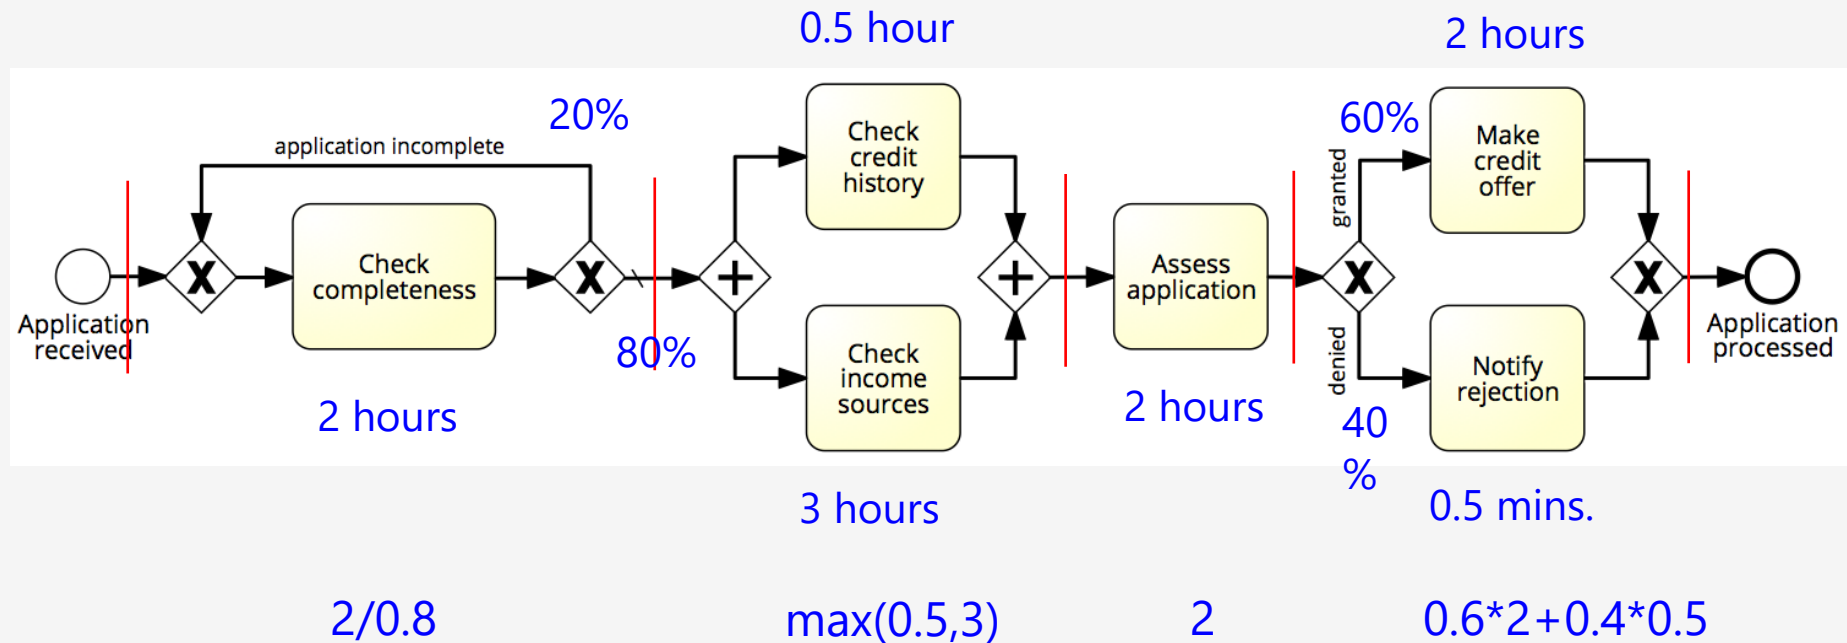 0.5 hour
2 hours
20%
application incomplete
Check
credit
history
60%
granted
Make
credit
offer
X
Check
completeness
X
+
+
Assess
application
X
X
Application
received
80%
Check
income
sources
denied
Notify
rejection
Application
processed
2 hours
2 hours
40
%
3 hours
0.5 mins.
2/0.8
max(0.5,3)
2
0.6*2+0.4*0.5